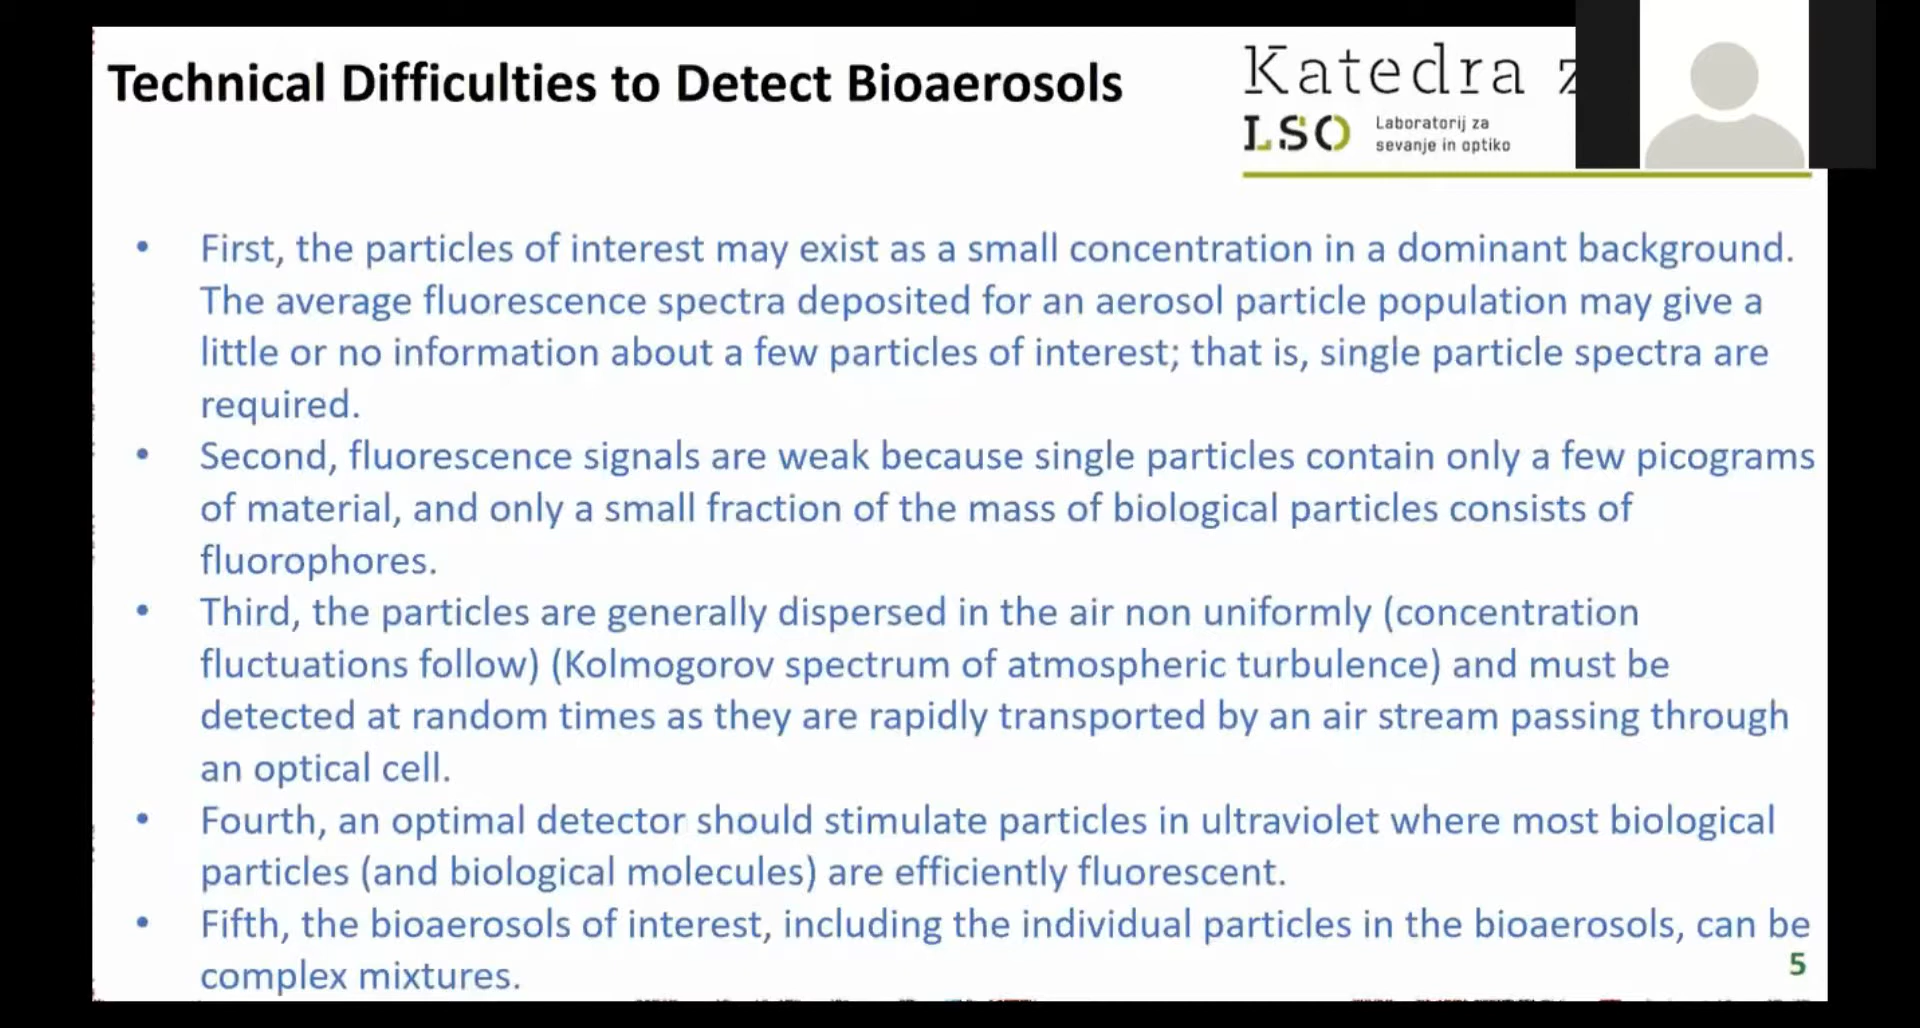 Technical Difficulties to Detect Bioaerosols
Katedra z
LSO
Laboratorij za
sevanje in optiko
• First, the particles of interest may exist as a small concentration in a dominant background.
The average fluorescence spectra deposited for an aerosol particle population may give a
little or no information about a few particles of interest; that is, single particle spectra are
required.
• Second, fluorescence signals are weak because single particles contain only a few picograms
of material, and only a small fraction of the mass of biological particles consists of
fluorophores.
• Third, the particles are generally dispersed in the air non uniformly (concentration
fluctuations follow) (Kolmogorov spectrum of atmospheric turbulence) and must be
detected at random times as they are rapidly transported by an air stream passing through
an optical cell.
• Fourth, an optimal detector should stimulate particles in ultraviolet where most biological
particles (and biological molecules) are efficiently fluorescent.
• Fifth, the bioaerosols of interest, including the individual particles in the bioaerosols, can be
complex mixtures.
5